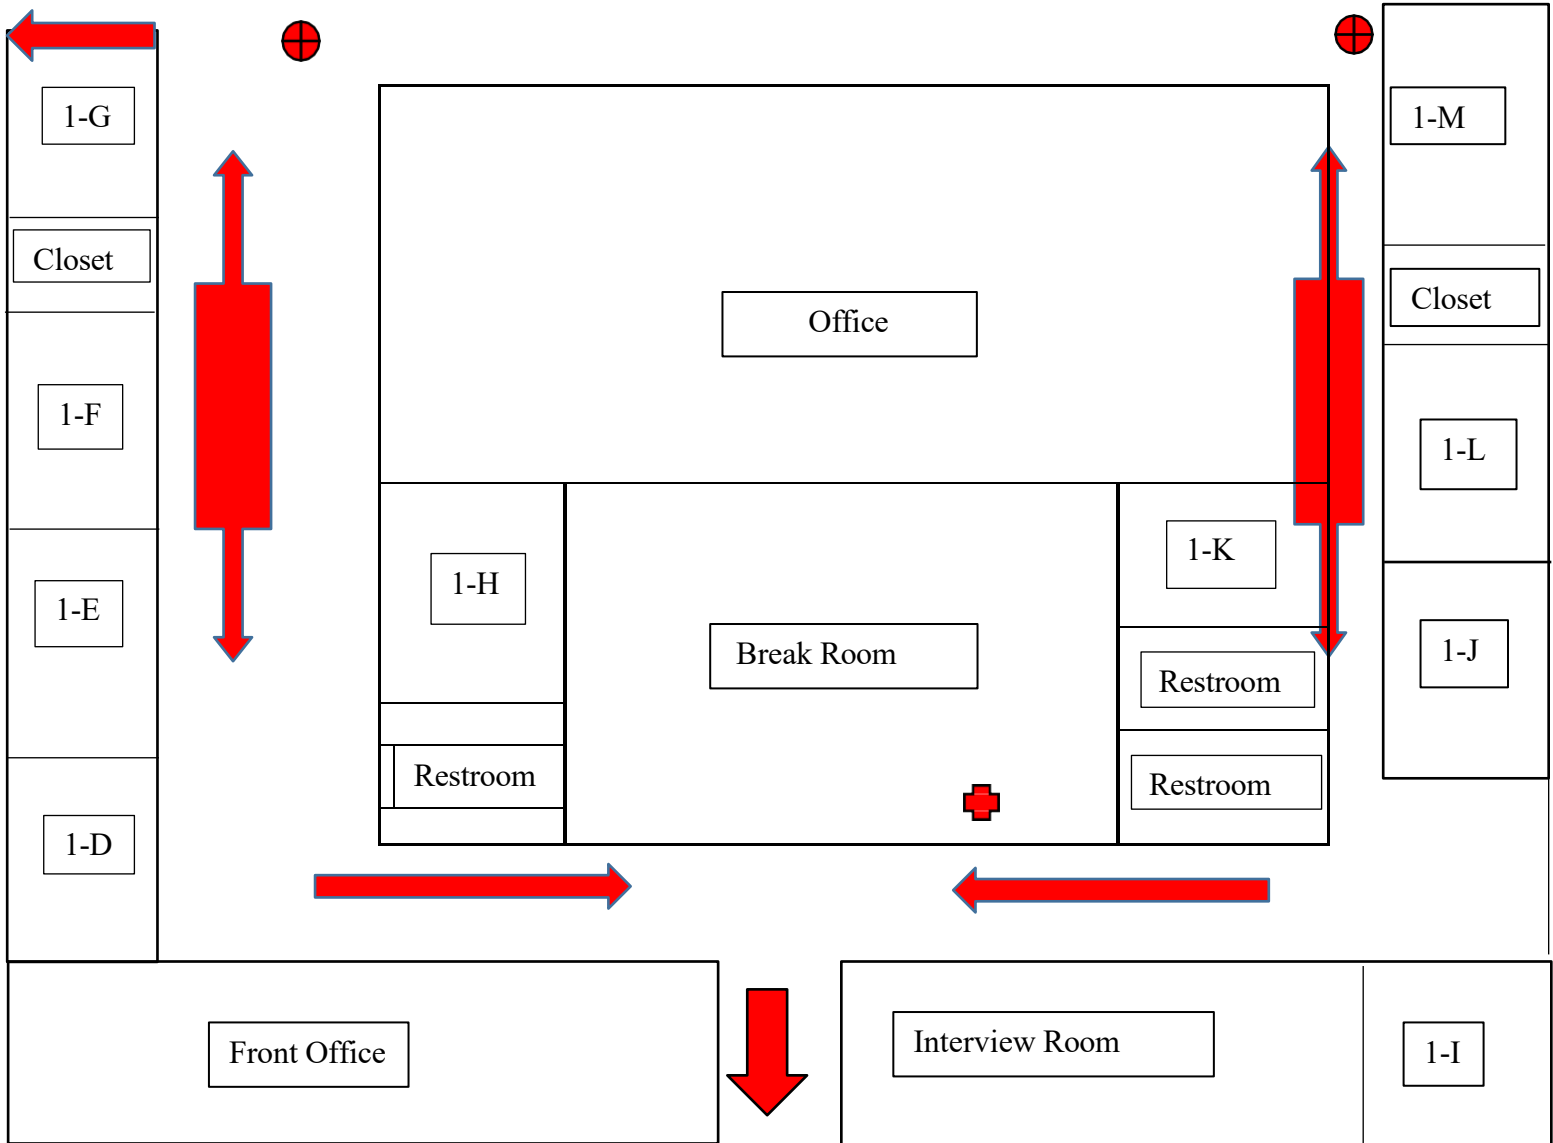 1-G
1-M
Closet
Closet
Office
1-F
1-L
1-K
1-H
1-E
Break Room
1-J
Restroom
Restroom
Restroom
1-D
Front Office
Interview Room
1-I